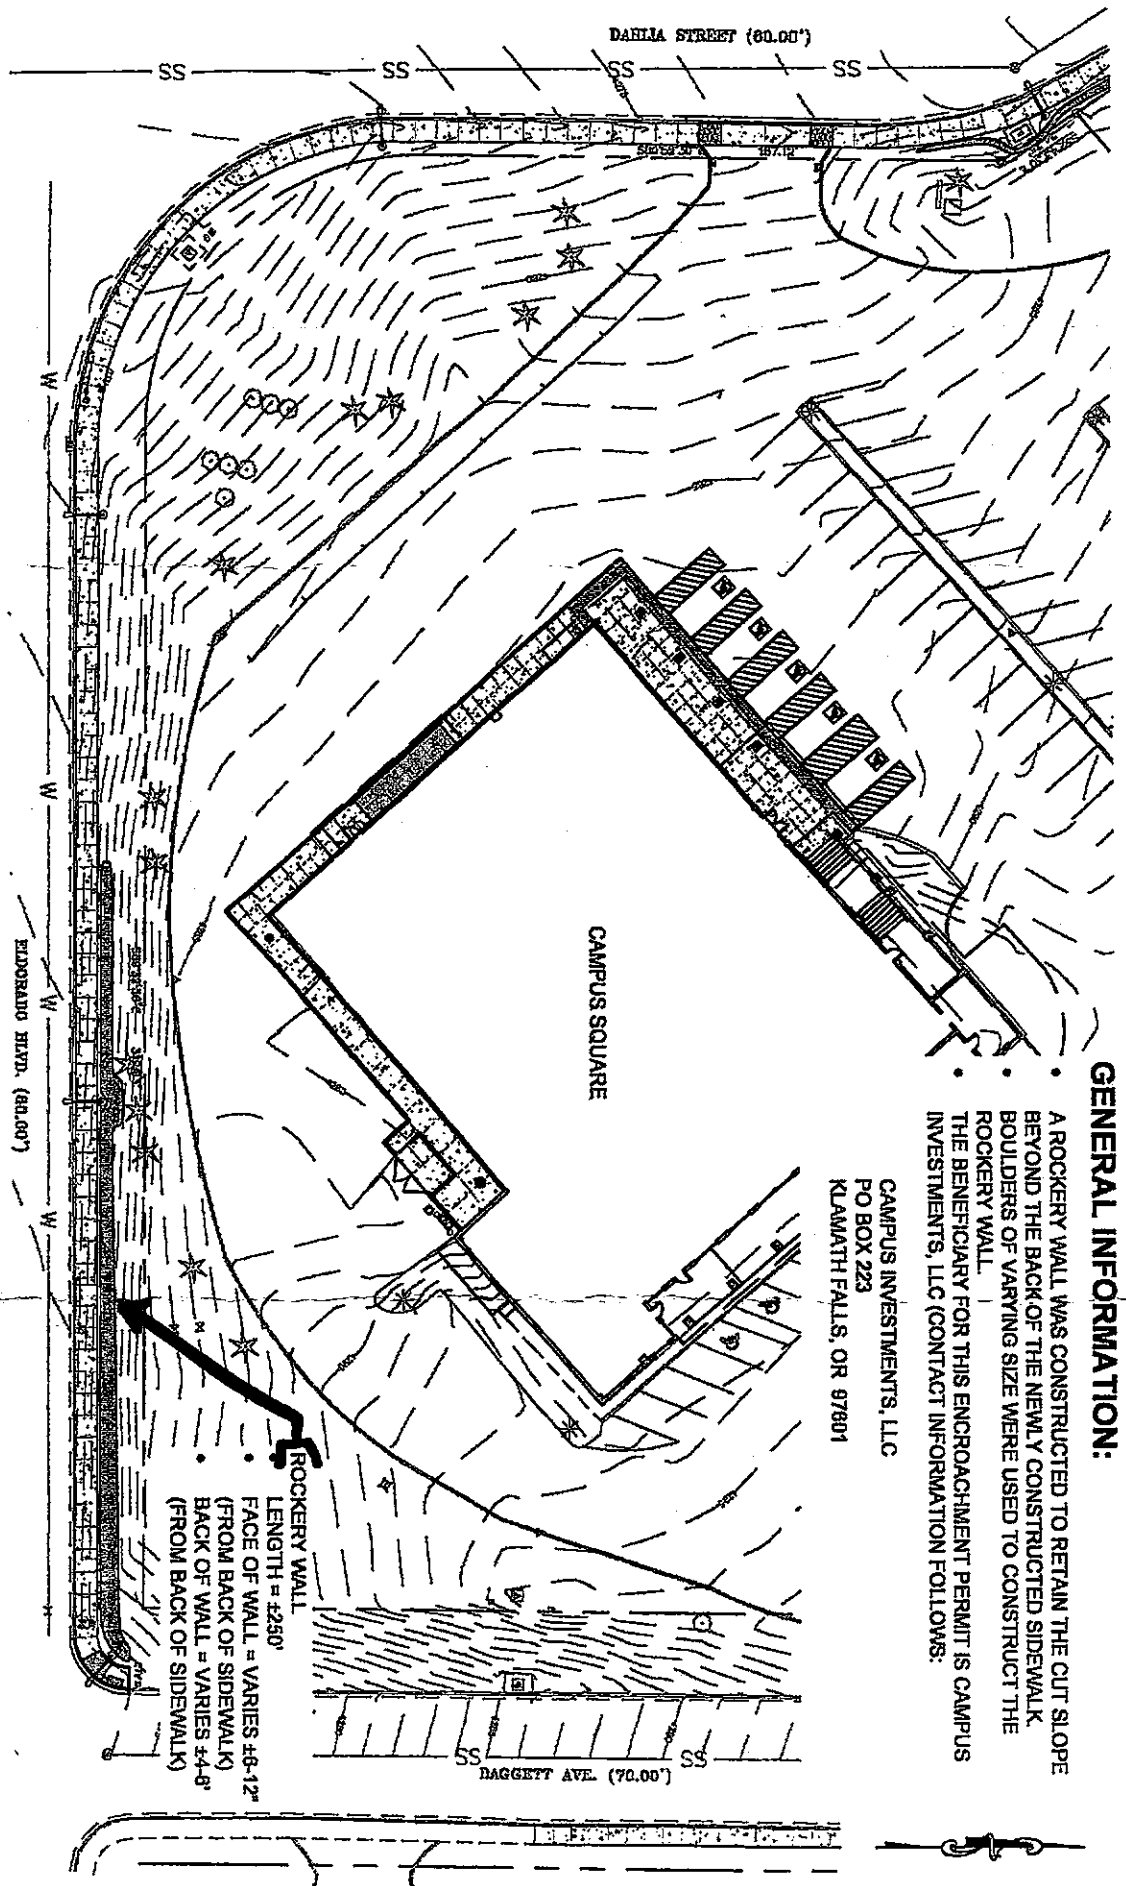 GENERAL INFORMATION:
• A ROCKERY WALL WAS CONSTRUCTED TO RETAIN THE CUT SLOPE
BEYOND THE BACK OF THE NEWLY CONSTRUCTED SIDEWALK.
• BOULDERS OF VARYING SIZE WERE USED TO CONSTRUCT THE
ROCKERY WALL.
• THE BENEFICIARY FOR THIS ENCROACHMENT PERMIT IS CAMPUS
INVESTMENTS, LLC (CONTACT INFORMATION FOLLOWS:
CAMPUS INVESTMENTS, LLC
PO BOX 223
KLAMATH FALLS, OR 97601
CAMPUS SQUARE
ROCKERY WALL
• LENGTH = ±250'
• FACE OF WALL = VARIES ±6-12"
(FROM BACK OF SIDEWALK)
• BACK OF WALL = VARIES ±4-6'
(FROM BACK OF SIDEWALK)
DAHLIA STREET (60.00')
SS
SS
SS
SS
187.12
W
W
W
W
ELDORADO BLVD. (80.00')
SS
SS
DAGGETT AVE. (70.00')